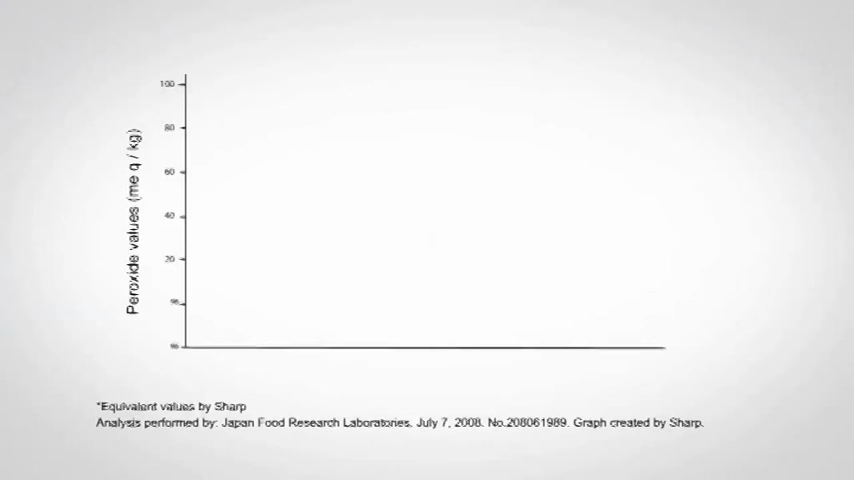 100
80
60
40
20
Peroxide values (me q / kg)
*Equivalent values by Sharp
Analysis performed by: Japan Food Research Laboratories. July 7, 2008. No.208061989. Graph created by Sharp.